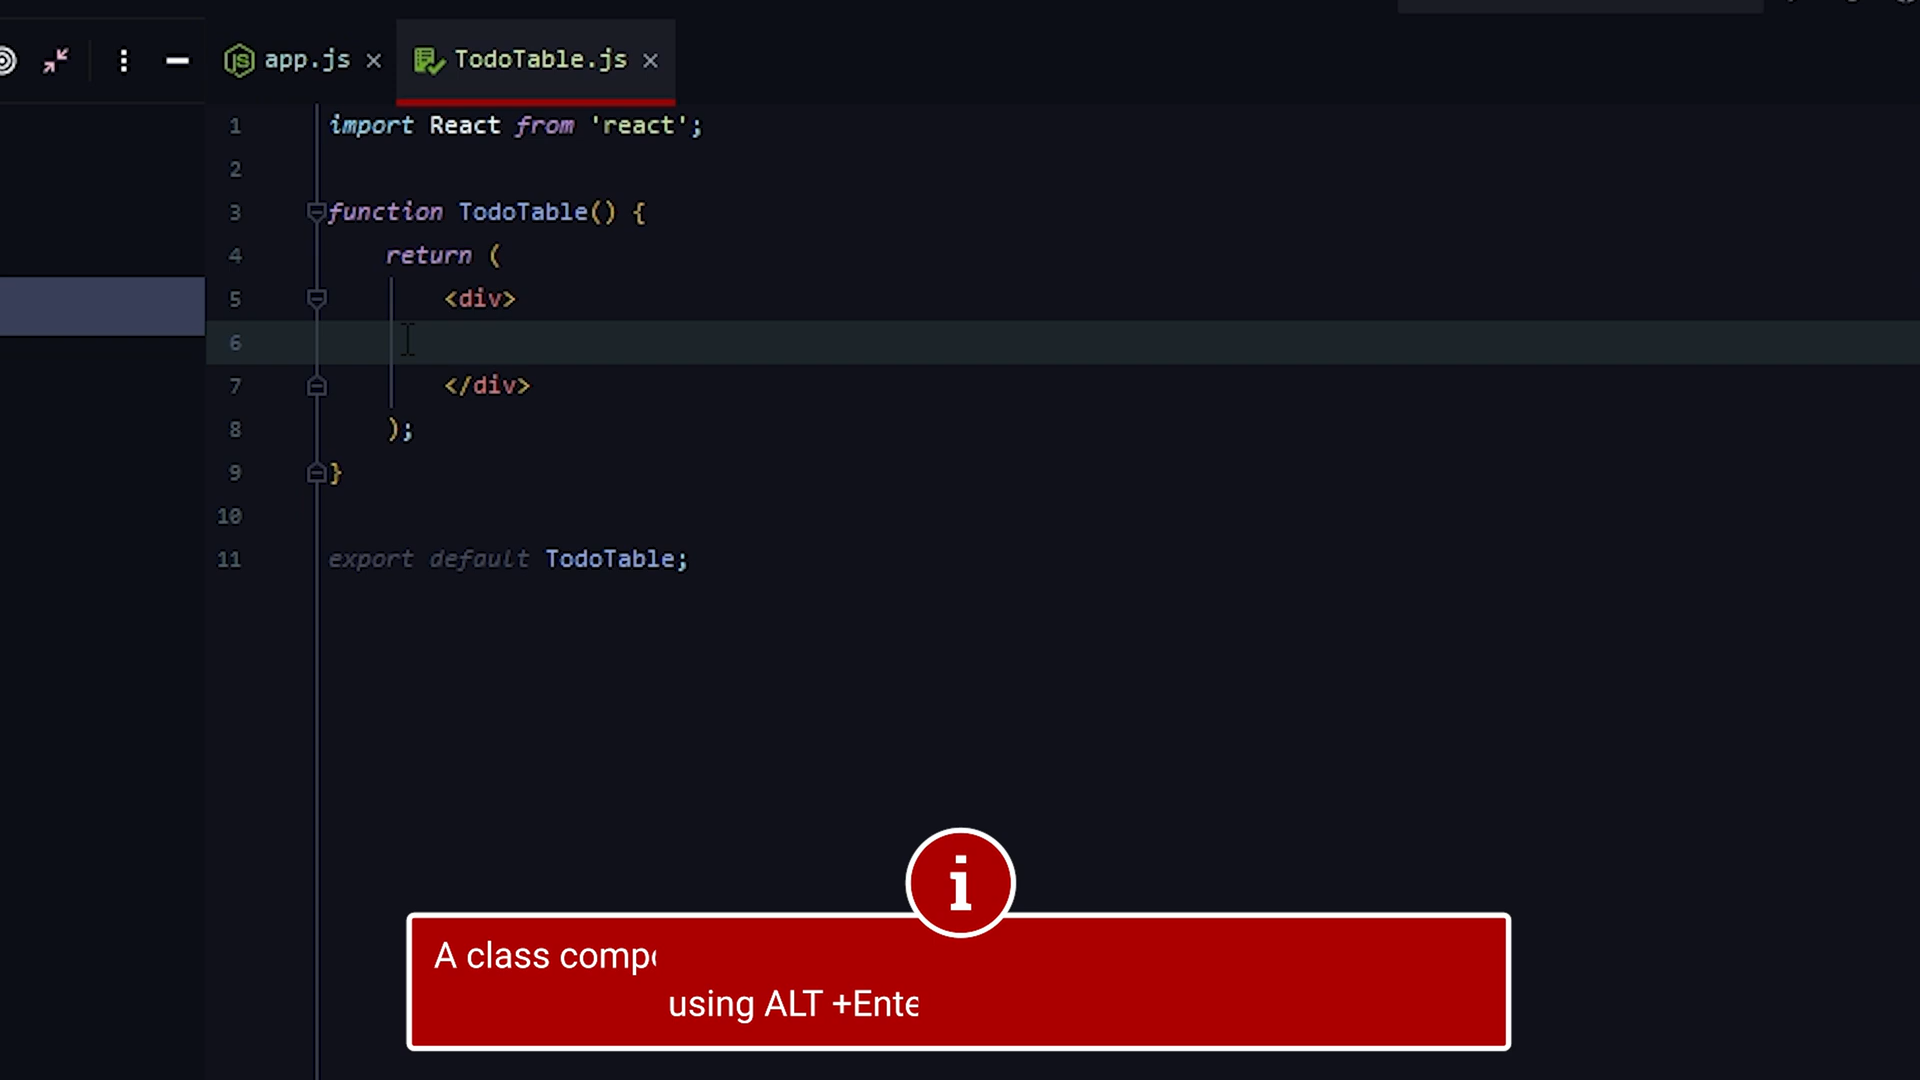 app.js
TodoTable.js
1 import React from 'react';
2
3 function TodoTable() {
4 return (
5 <div>
6
7 </div>
8 );
9 }
10
11 export default TodoTable;
i
A class comp
using ALT +Ente